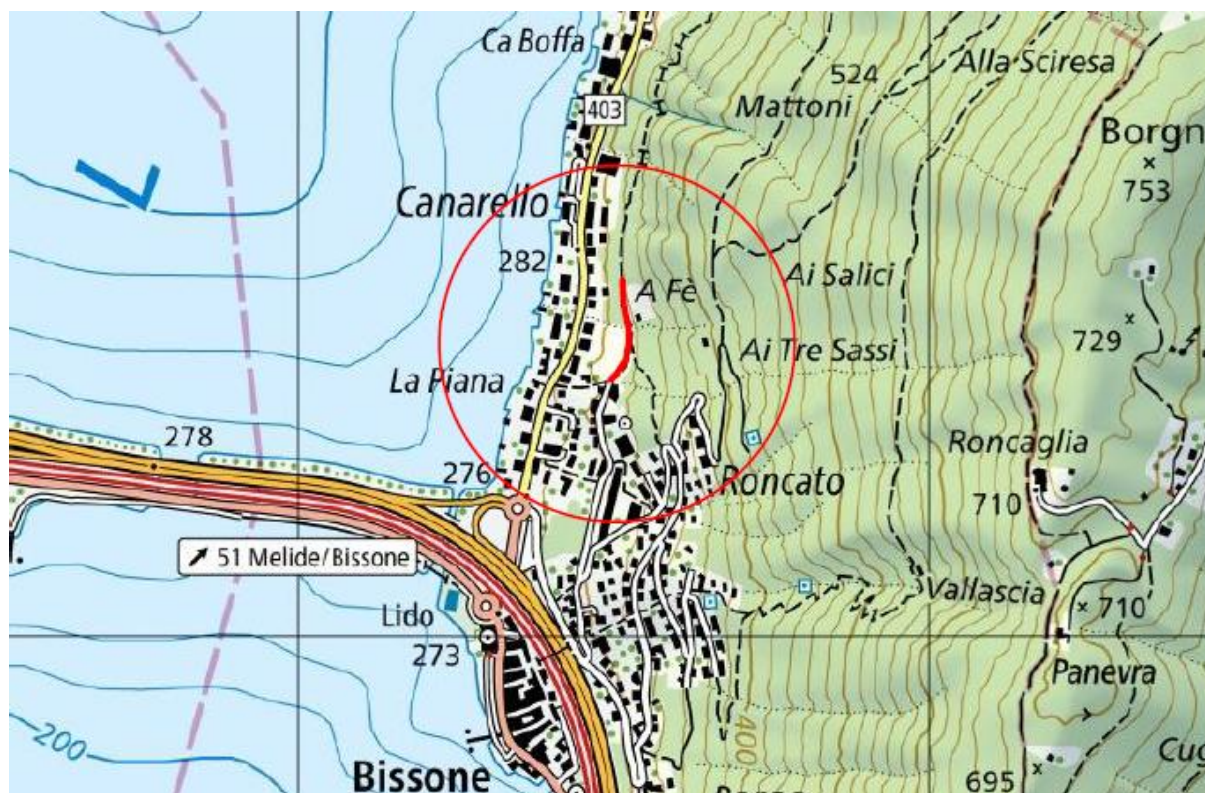 Ca Boffa
524
Alla Sciresa
403
Mattoni
Borgn
753
Canarello
282
A Fè
Ai Salici
729
La Piana
Ai Tre Sassi
278
276
Roncaglia
Roncato
710
51 Melide/Bissone
Lido
Vallascia
710
273
Panevra
200
400
Bissone
695
Cug